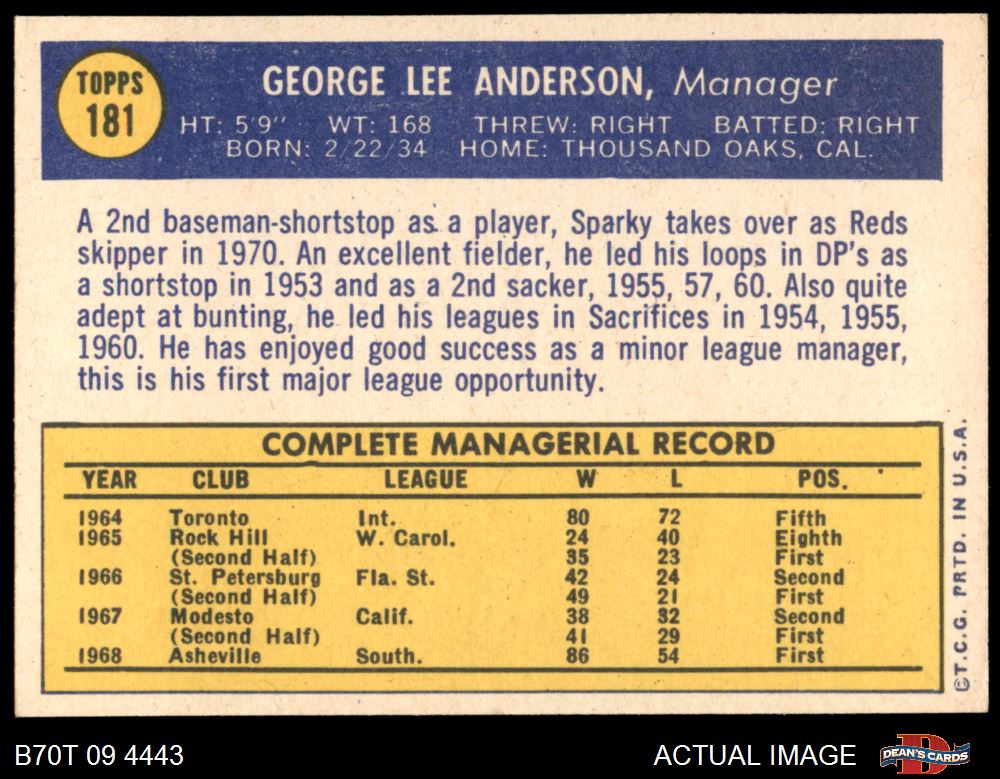 TOPPS
181
GEORGE LEE ANDERSON, Manager
HT: 5'9" WT: 168 THREW: RIGHT BATTED: RIGHT
BORN: 2/22/34 HOME: THOUSAND OAKS, CAL.
A 2nd baseman-shortstop as a player, Sparky takes over as Reds
skipper in 1970. An excellent fielder, he led his loops in DP's as
a shortstop in 1953 and as a 2nd sacker, 1955, 57, 60. Also quite
adept at bunting, he led his leagues in Sacrifices in 1954, 1955,
1960. He has enjoyed good success as a minor league manager,
this is his first major league opportunity.
COMPLETE MANAGERIAL RECORD
YEAR CLUB LEAGUE W L POS.
1964 Toronto Int. 80 72 Fifth
1965 Rock Hill W. Carol. 24 40 Eighth
(Second Half) 35 23 First
1966 St. Petersburg Fla. St. 42 24 Second
(Second Half) 49 21 First
1967 Modesto Calif. 38 32 Second
(Second Half) 41 29 First
1968 Asheville South. 86 54 First
©T.C.G. PRTD. IN U.S.A.
B70T 09 4443 ACTUAL IMAGE DEAN'S CARDS